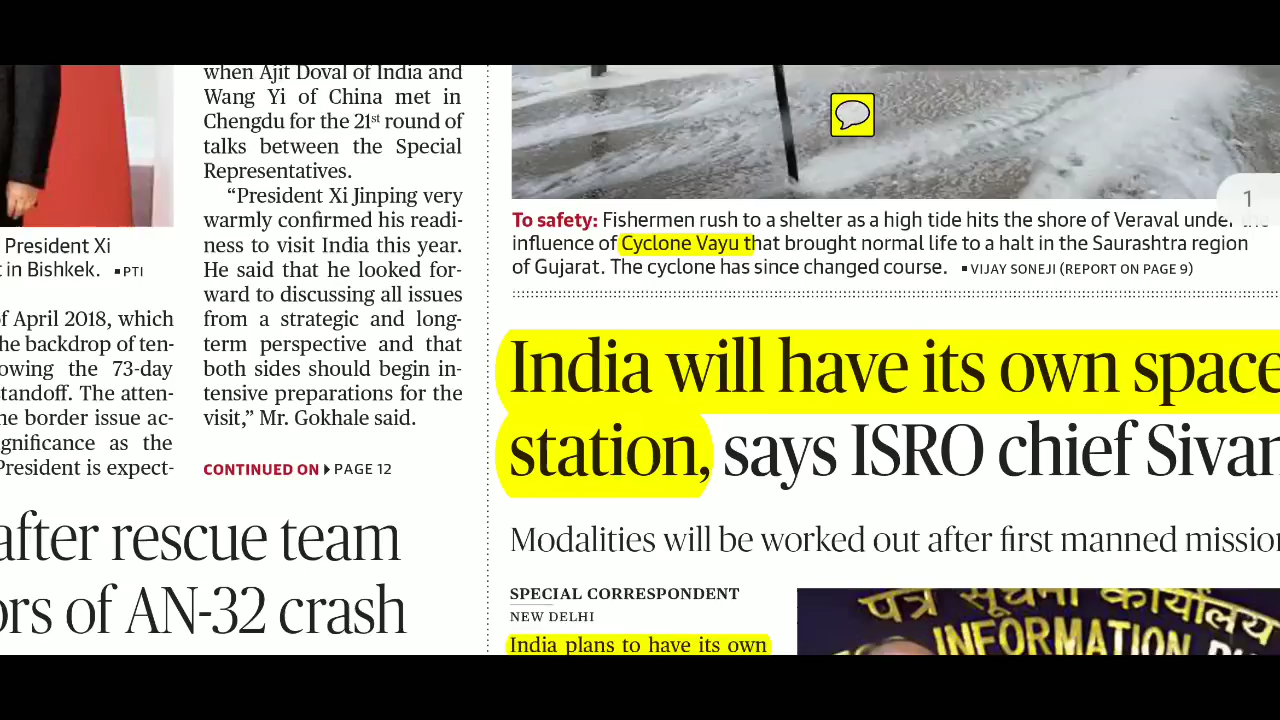 President Xi
t in Bishkek. ▪PTI
of April 2018, which
he backdrop of ten-
owing the 73-day
tandoff. The atten-
ne border issue ac-
gnificance as the
President is expect-
when Ajit Doval of India and
Wang Yi of China met in
Chengdu for the 21st round of
talks between the Special
Representatives.
“President Xi Jinping very
warmly confirmed his readi-
ness to visit India this year.
He said that he looked for-
ward to discussing all issues
from a strategic and long-
term perspective and that
both sides should begin in-
tensive preparations for the
visit,” Mr. Gokhale said.
CONTINUED ON PAGE 12
after rescue team
ors of AN-32 crash
1
To safety: Fishermen rush to a shelter as a high tide hits the shore of Veraval under the
influence of Cyclone Vayu that brought normal life to a halt in the Saurashtra region
of Gujarat. The cyclone has since changed course. ▪ VIJAY SONEJI (REPORT ON PAGE 9)
India will have its own space
station, says ISRO chief Sivan
Modalities will be worked out after first manned mission
SPECIAL CORRESPONDENT
NEW DELHI
India plans to have its own
पत्र सूचना कार्यालय
INFORMATION